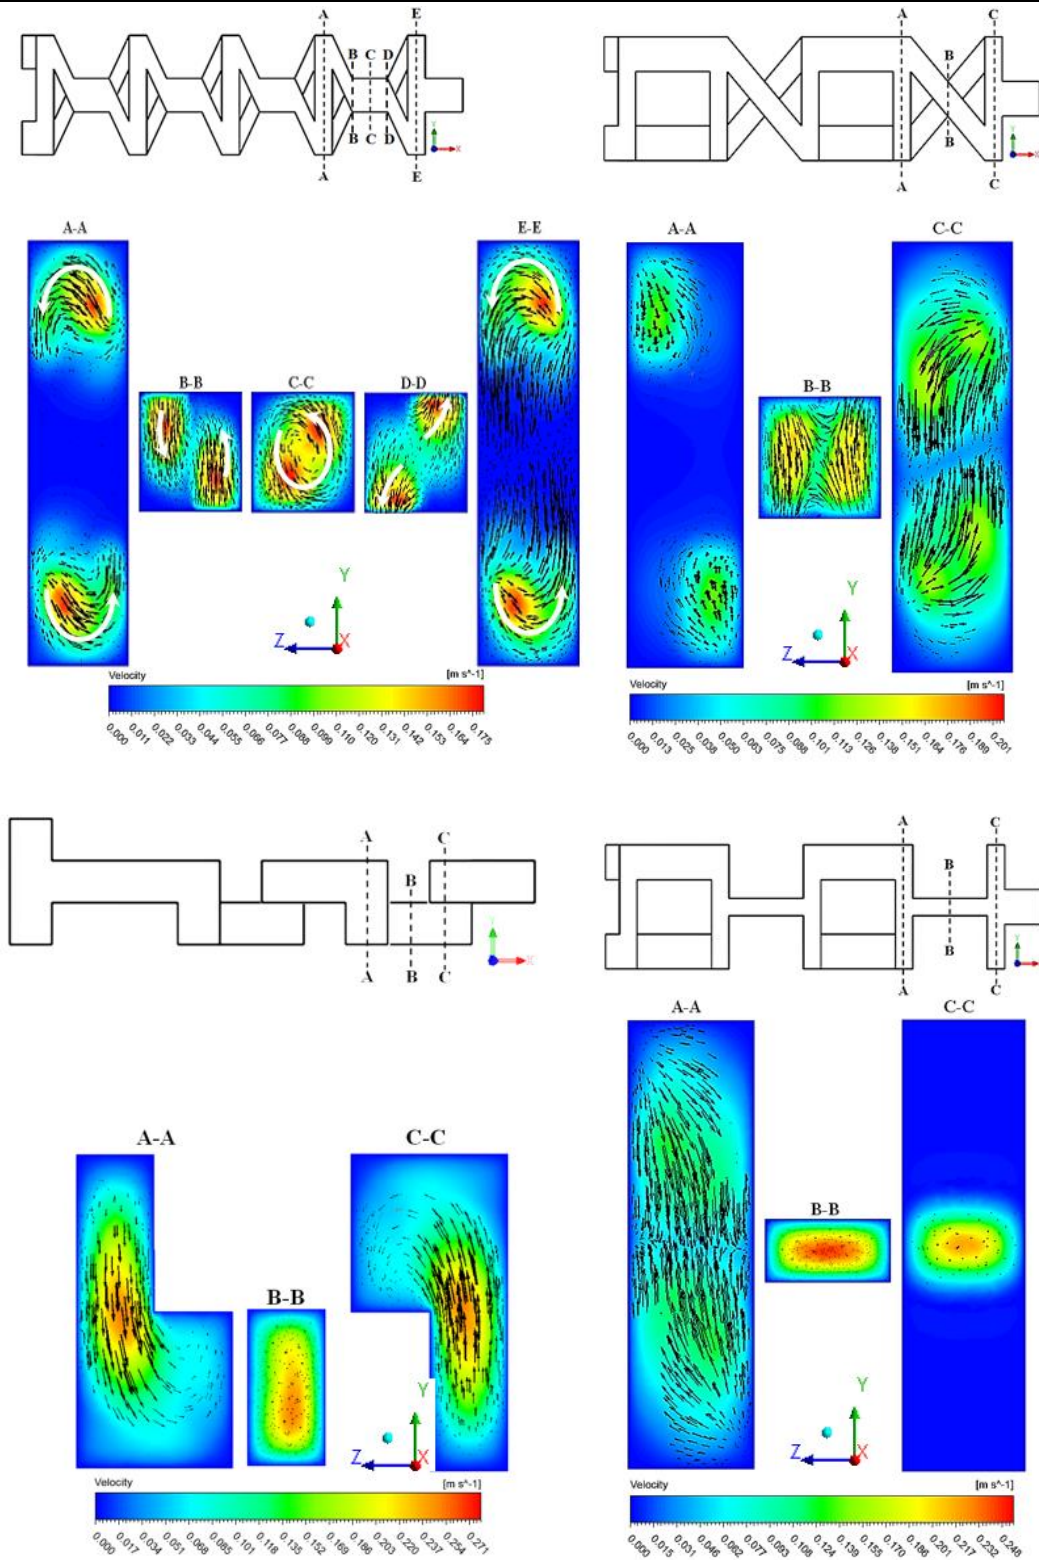 A E
B C D
B C D
Y
X
A E
A C
B
B
Y
X
A C
A-A E-E
B-B C-C D-D
Y
Z X
Velocity [m s^-1]
0.000 0.011 0.022 0.033 0.044 0.055 0.066 0.077 0.088 0.099 0.110 0.120 0.131 0.142 0.153 0.164 0.175
A-A C-C
B-B
Y
Z X
Velocity [m s^-1]
0.000 0.013 0.025 0.038 0.050 0.063 0.075 0.088 0.101 0.113 0.126 0.138 0.151 0.164 0.176 0.189 0.201
A C
B
Y
X
A B C
A C
B
B
Y
X
A C
A-A C-C
B-B
Y
Z X
Velocity [m s^-1]
0.000 0.017 0.034 0.051 0.068 0.085 0.101 0.118 0.135 0.152 0.169 0.186 0.203 0.220 0.237 0.254 0.271
A-A C-C
B-B
Y
Z X
Velocity [m s^-1]
0.000 0.015 0.031 0.046 0.062 0.077 0.093 0.108 0.124 0.139 0.155 0.170 0.186 0.201 0.217 0.232 0.248